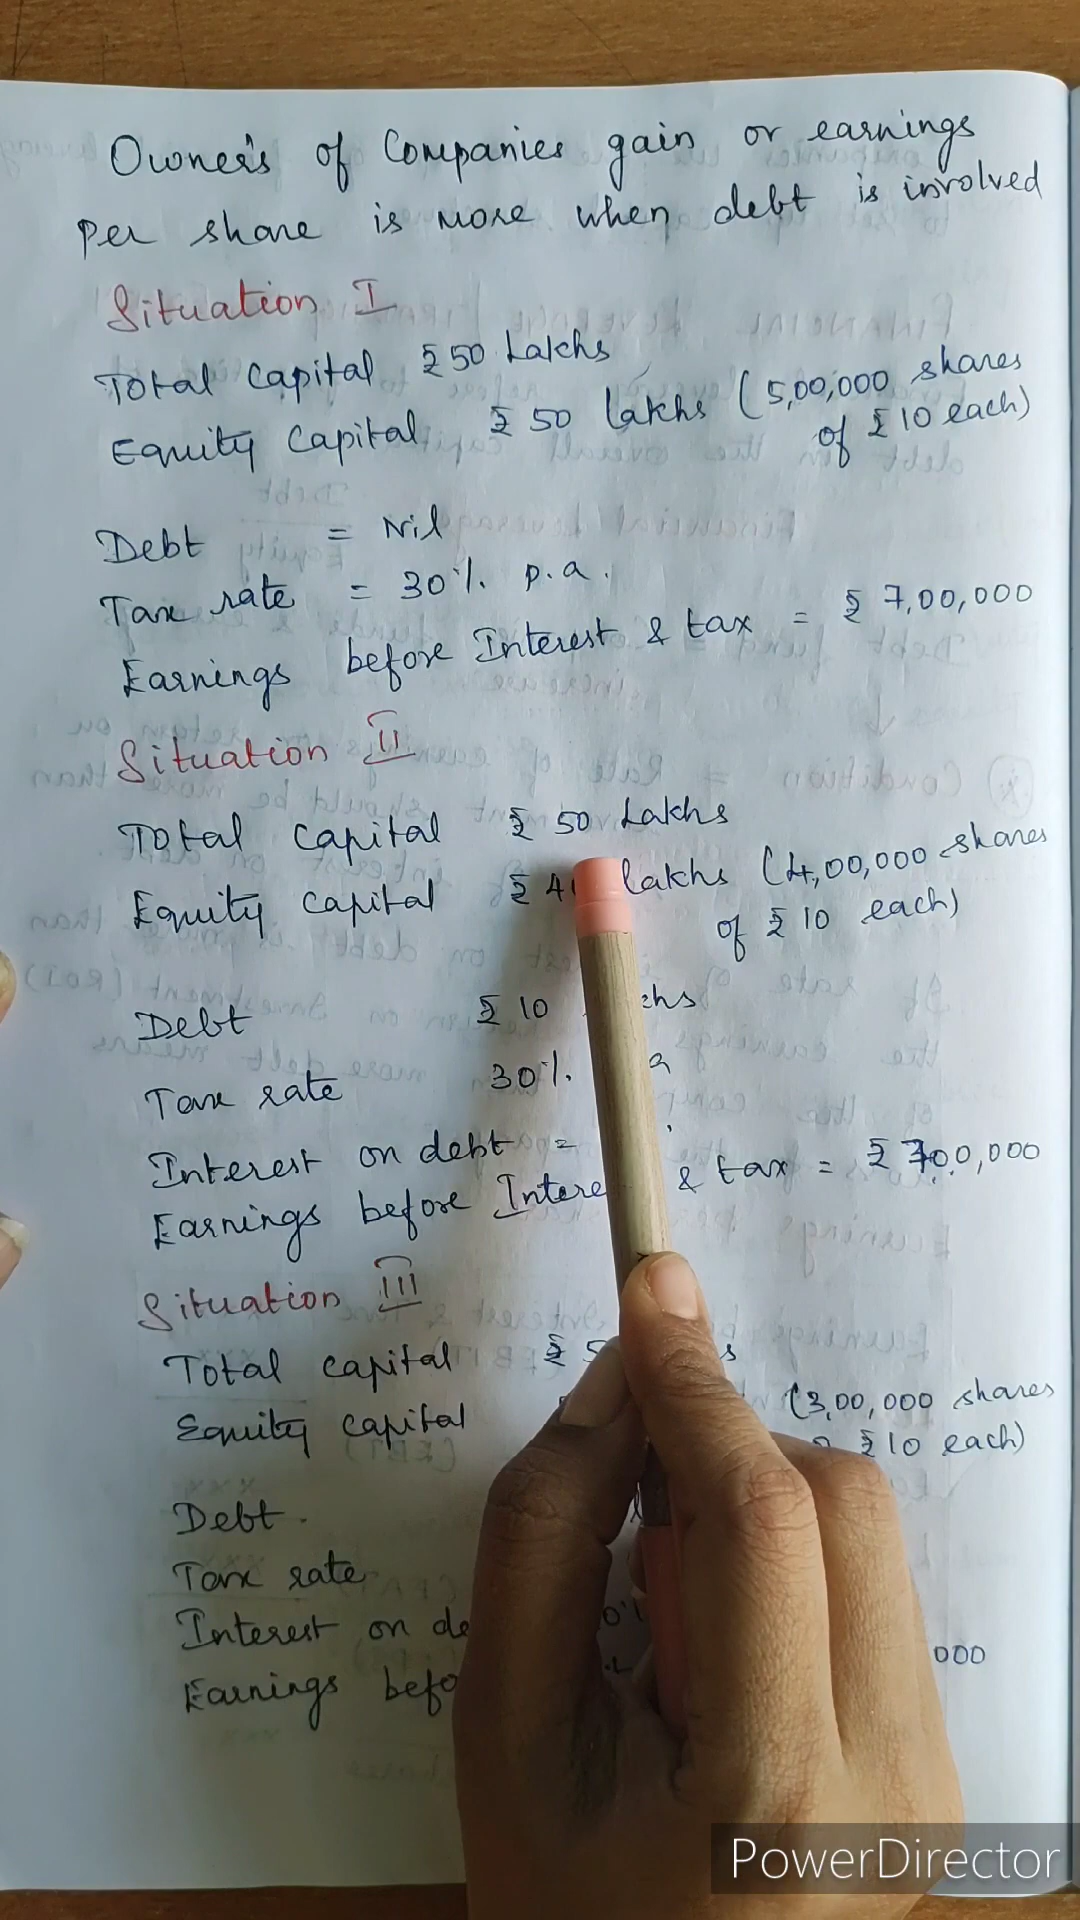 Owner's of Companies gain or earnings
Per share is more when debt is involved
Situation I
Total Capital ₹ 50 Lakhs
Equity Capital ₹ 50 lakhs (5,00,000 shares
of ₹ 10 each)
Debt = Nil
Tax rate = 30% p.a.
Earnings before Interest & tax = ₹ 7,00,000
Situation II
Total Capital ₹ 50 Lakhs
Equity Capital ₹ lakhs (4,00,000 shares
of ₹ 10 each)
Debt ₹ 10
Tax rate 30%
Interest on debt =
Earnings before & tax = ₹ 700,000
Situation III
Total capital ₹
Equity capital (3,00,000 shares
₹10 each)
Debt
Tax rate
Interest on
Earnings
PowerDirector